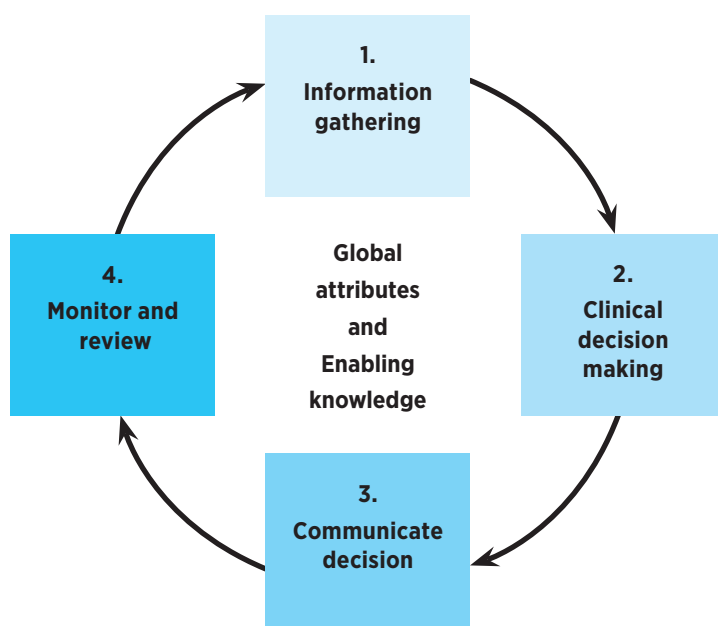 1.
Information
gathering
2.
Clinical
decision
making
3.
Communicate
decision
4.
Monitor and
review
Global
attributes
and
Enabling
knowledge